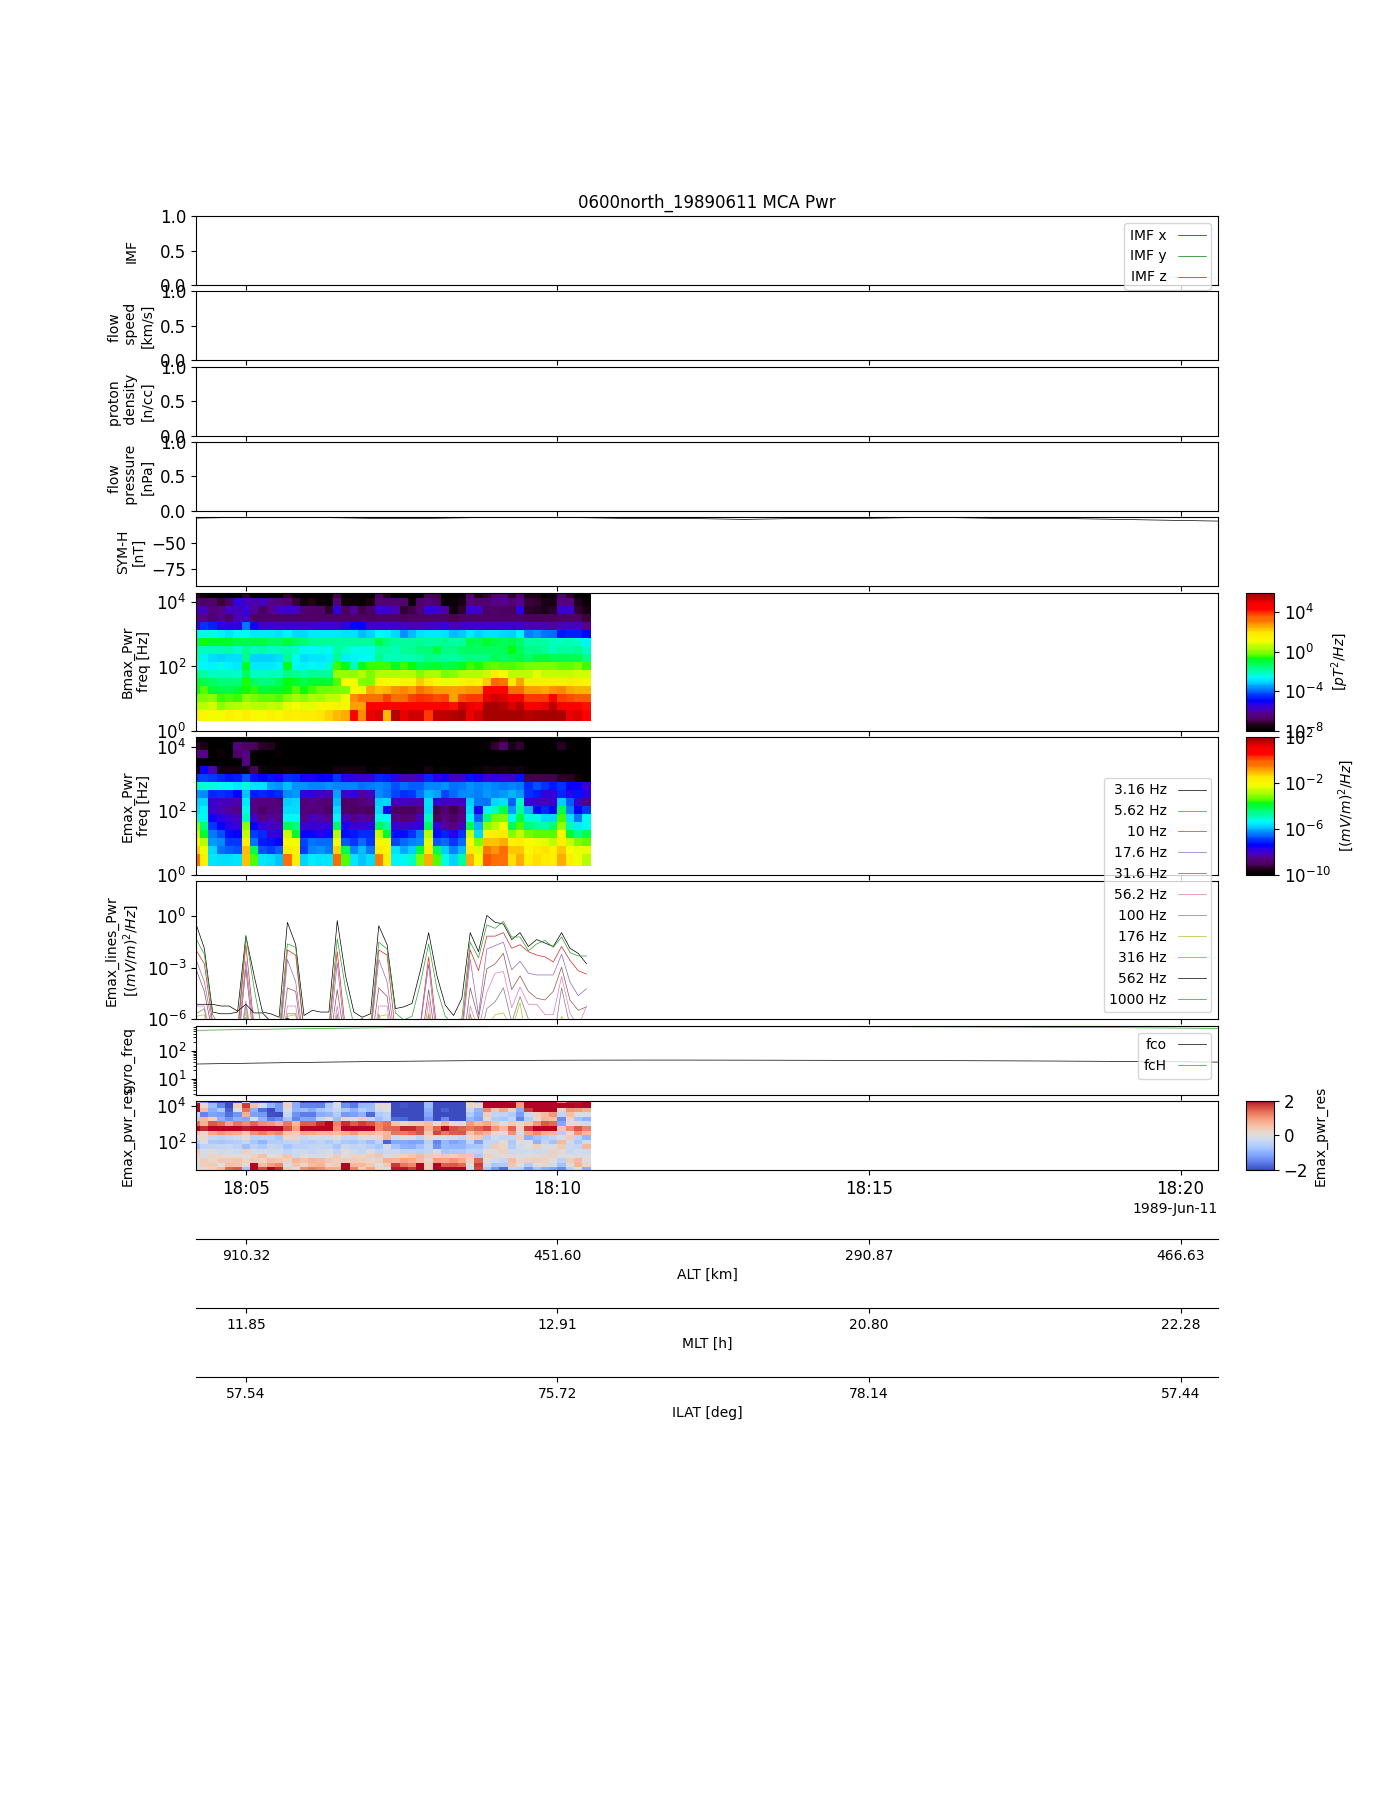 0600north_19890611 MCA Pwr
1.0
0.5
0.0
IMF
IMF x
IMF y
IMF z
1.0
0.5
0.0
flow
speed
[km/s]
1.0
0.5
0.0
proton
density
[n/cc]
1.0
0.5
0.0
flow
pressure
[nPa]
−50
−75
SYM-H
[nT]
10^4
10^2
10^0
Bmax_Pwr
freq [Hz]
10^4
10^0
10^−4
10^−8
[pT^2/Hz]
10^4
10^2
10^0
Emax_Pwr
freq [Hz]
10^2
10^−2
10^−6
10^−10
[(mV/m)^2/Hz]
3.16 Hz
5.62 Hz
10 Hz
17.6 Hz
31.6 Hz
56.2 Hz
100 Hz
176 Hz
316 Hz
562 Hz
1000 Hz
10^0
10^−3
10^−6
Emax_lines_Pwr
[(mV/m)^2/Hz]
10^2
10^1
gyro_freq
fco
fcH
10^4
10^2
Emax_pwr_res
2
0
−2
Emax_pwr_res
18:05 18:10 18:15 18:20
1989-Jun-11
910.32 451.60 290.87 466.63
ALT [km]
11.85 12.91 20.80 22.28
MLT [h]
57.54 75.72 78.14 57.44
ILAT [deg]